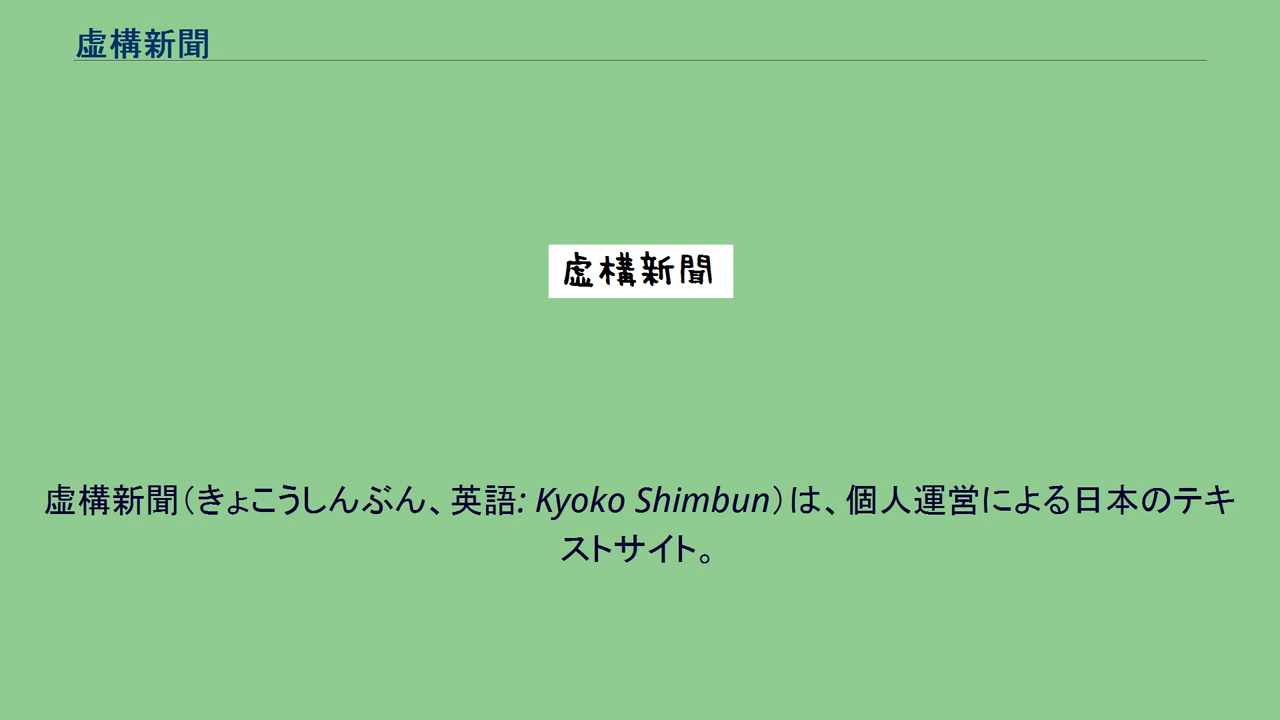 虚構新聞
虚構新聞
虚構新聞（きょこうしんぶん、英語: Kyoko Shimbun）は、個人運営による日本のテキ
ストサイト。